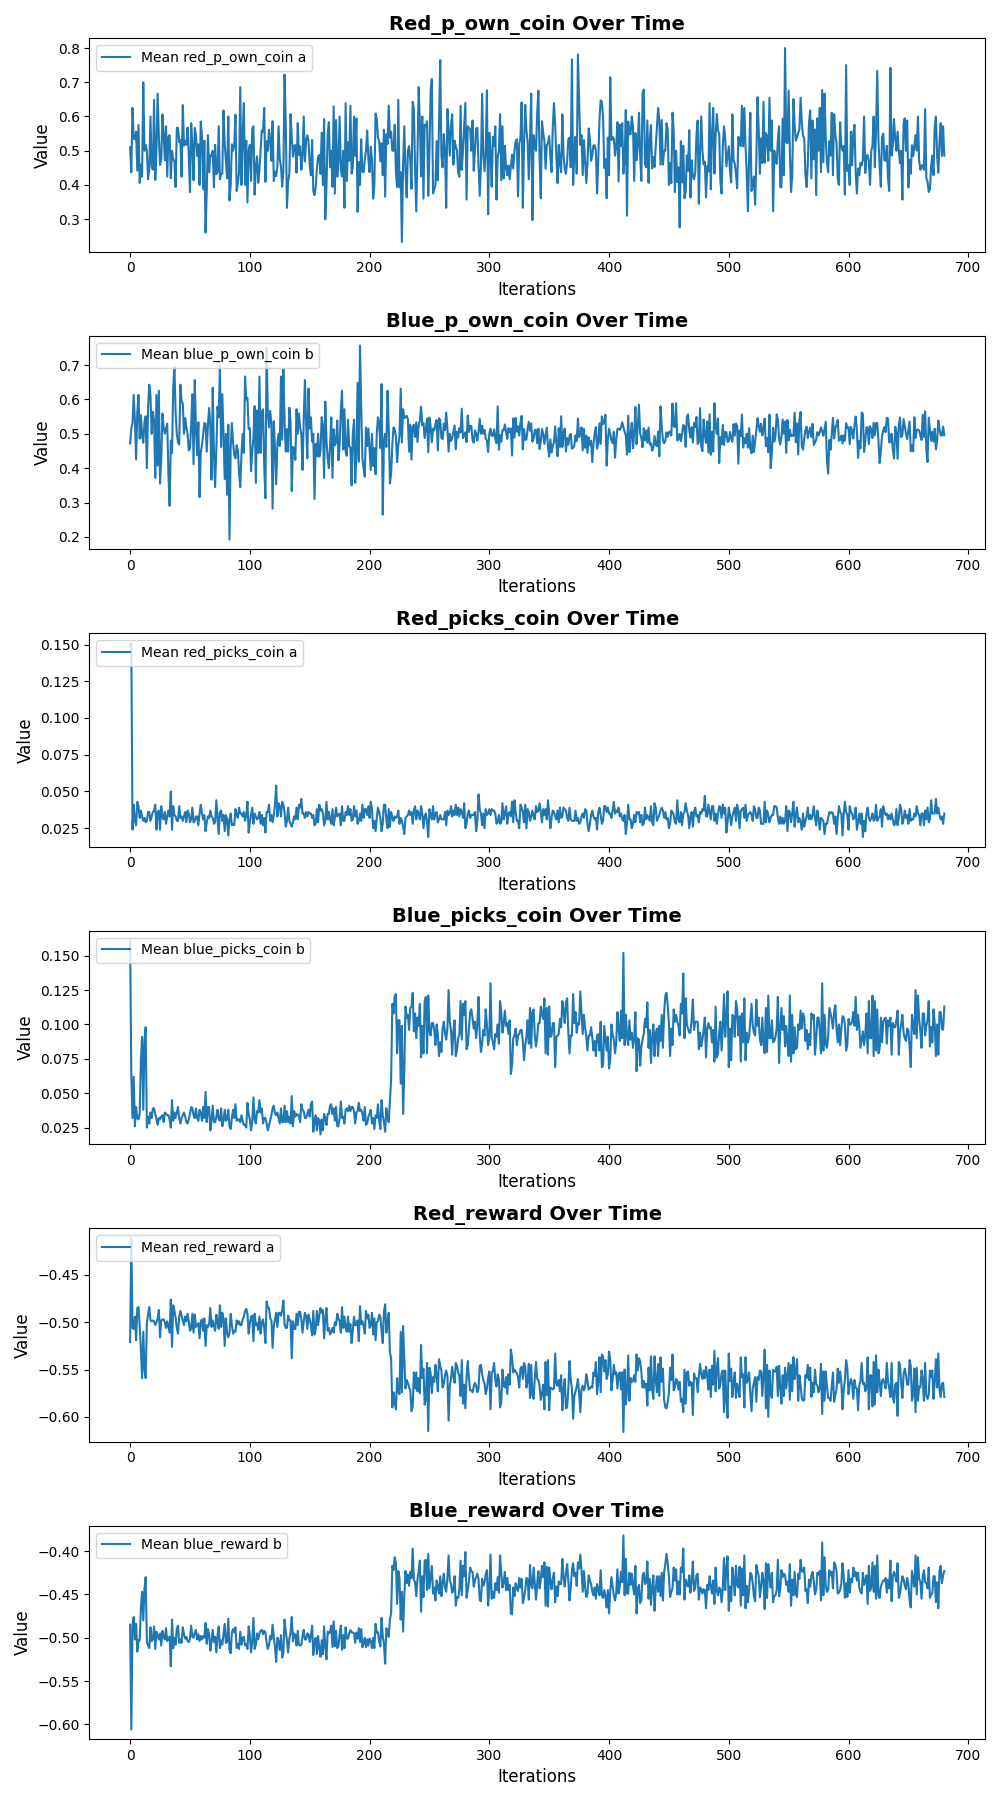 Red_p_own_coin Over Time
Mean red_p_own_coin a
0.8
0.7
0.6
0.5
0.4
0.3
Value
0 100 200 300 400 500 600 700
Iterations
Blue_p_own_coin Over Time
Mean blue_p_own_coin b
0.7
0.6
0.5
0.4
0.3
0.2
Value
0 100 200 300 400 500 600 700
Iterations
Red_picks_coin Over Time
Mean red_picks_coin a
0.150
0.125
0.100
0.075
0.050
0.025
Value
0 100 200 300 400 500 600 700
Iterations
Blue_picks_coin Over Time
Mean blue_picks_coin b
0.150
0.125
0.100
0.075
0.050
0.025
Value
0 100 200 300 400 500 600 700
Iterations
Red_reward Over Time
Mean red_reward a
−0.45
−0.50
−0.55
−0.60
Value
0 100 200 300 400 500 600 700
Iterations
Blue_reward Over Time
Mean blue_reward b
−0.40
−0.45
−0.50
−0.55
−0.60
Value
0 100 200 300 400 500 600 700
Iterations